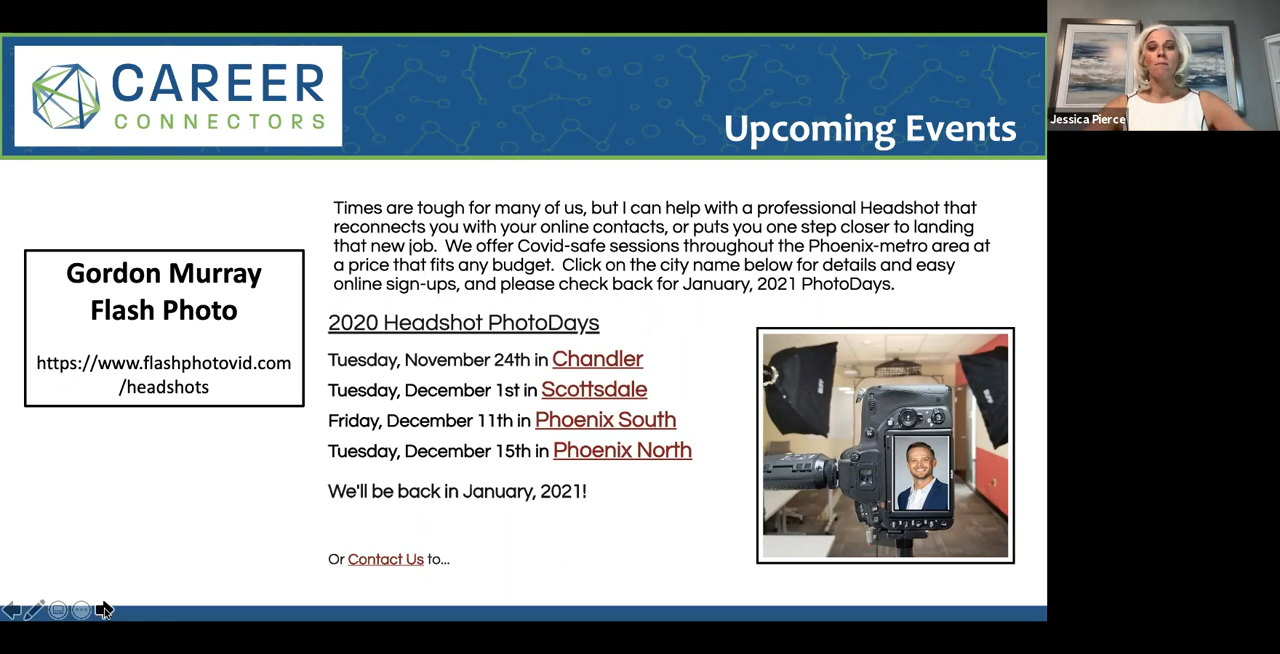 CAREER
CONNECTORS
Upcoming Events
Jessica Pierce
Times are tough for many of us, but I can help with a professional Headshot that
reconnects you with your online contacts, or puts you one step closer to landing
that new job. We offer Covid-safe sessions throughout the Phoenix-metro area at
a price that fits any budget. Click on the city name below for details and easy
online sign-ups, and please check back for January, 2021 PhotoDays.
Gordon Murray
Flash Photo
https://www.flashphotovid.com
/headshots
2020 Headshot PhotoDays
Tuesday, November 24th in Chandler
Tuesday, December 1st in Scottsdale
Friday, December 11th in Phoenix South
Tuesday, December 15th in Phoenix North
We'll be back in January, 2021!
Or Contact Us to...